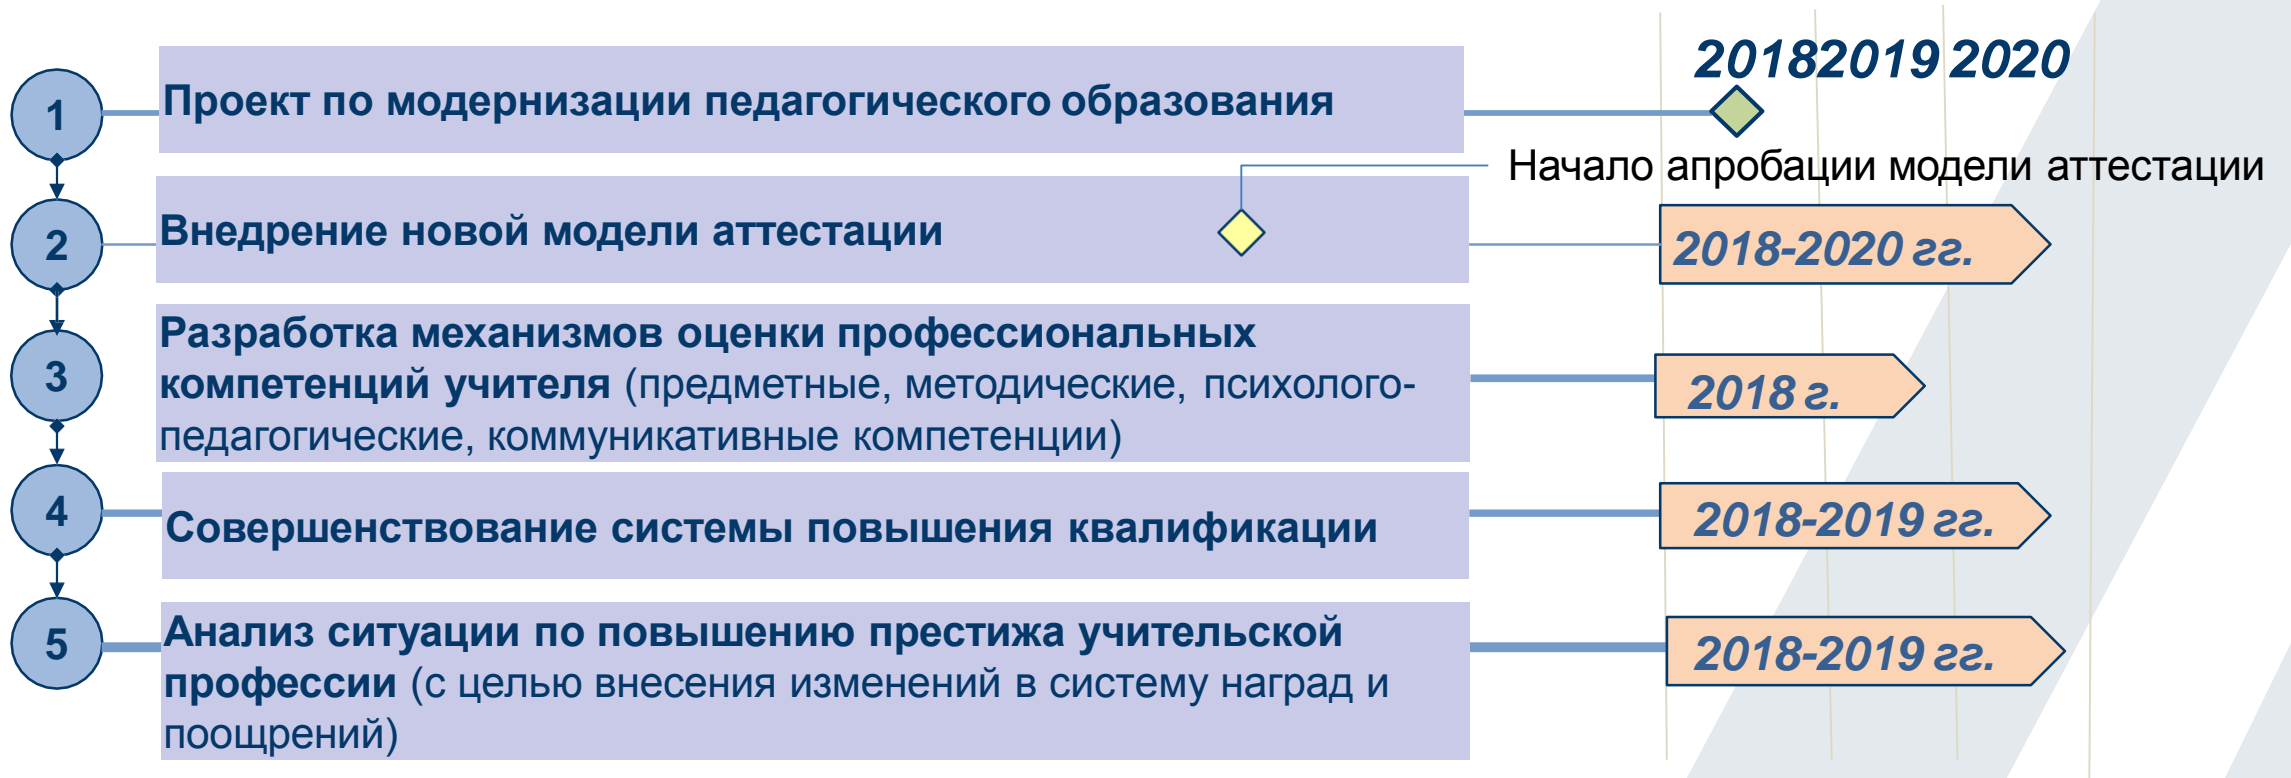 2018 2019 2020
1
Проект по модернизации педагогического образования
Начало апробации модели аттестации
2
Внедрение новой модели аттестации
2018-2020 гг.
3
Разработка механизмов оценки профессиональных
компетенций учителя (предметные, методические, психолого-
педагогические, коммуникативные компетенции)
2018 г.
4
Совершенствование системы повышения квалификации
2018-2019 гг.
5
Анализ ситуации по повышению престижа учительской
профессии (с целью внесения изменений в систему наград и
поощрений)
2018-2019 гг.